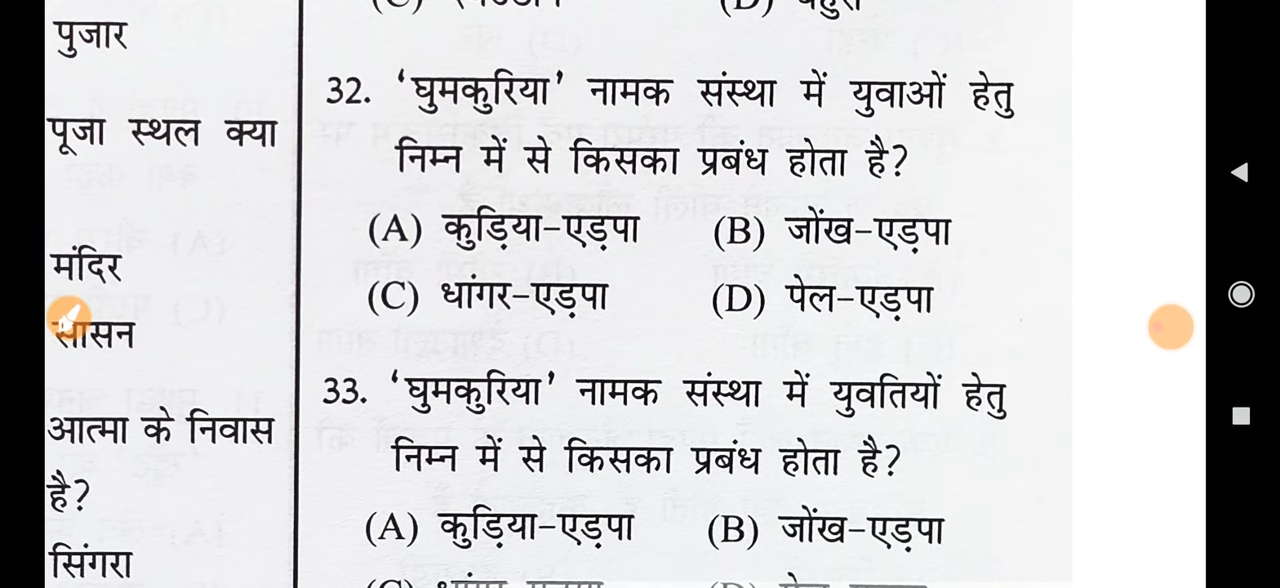 पुजार
पूजा स्थल क्या
मंदिर
सासन
आत्मा के निवास
है?
सिंगरा
32. ‘घुमकुरिया’ नामक संस्था में युवाओं हेतु
निम्न में से किसका प्रबंध होता है?
(A) कुड़िया-एड़पा (B) जोंख-एड़पा
(C) धांगर-एड़पा (D) पेल-एड़पा
33. ‘घुमकुरिया’ नामक संस्था में युवतियों हेतु
निम्न में से किसका प्रबंध होता है?
(A) कुड़िया-एड़पा (B) जोंख-एड़पा